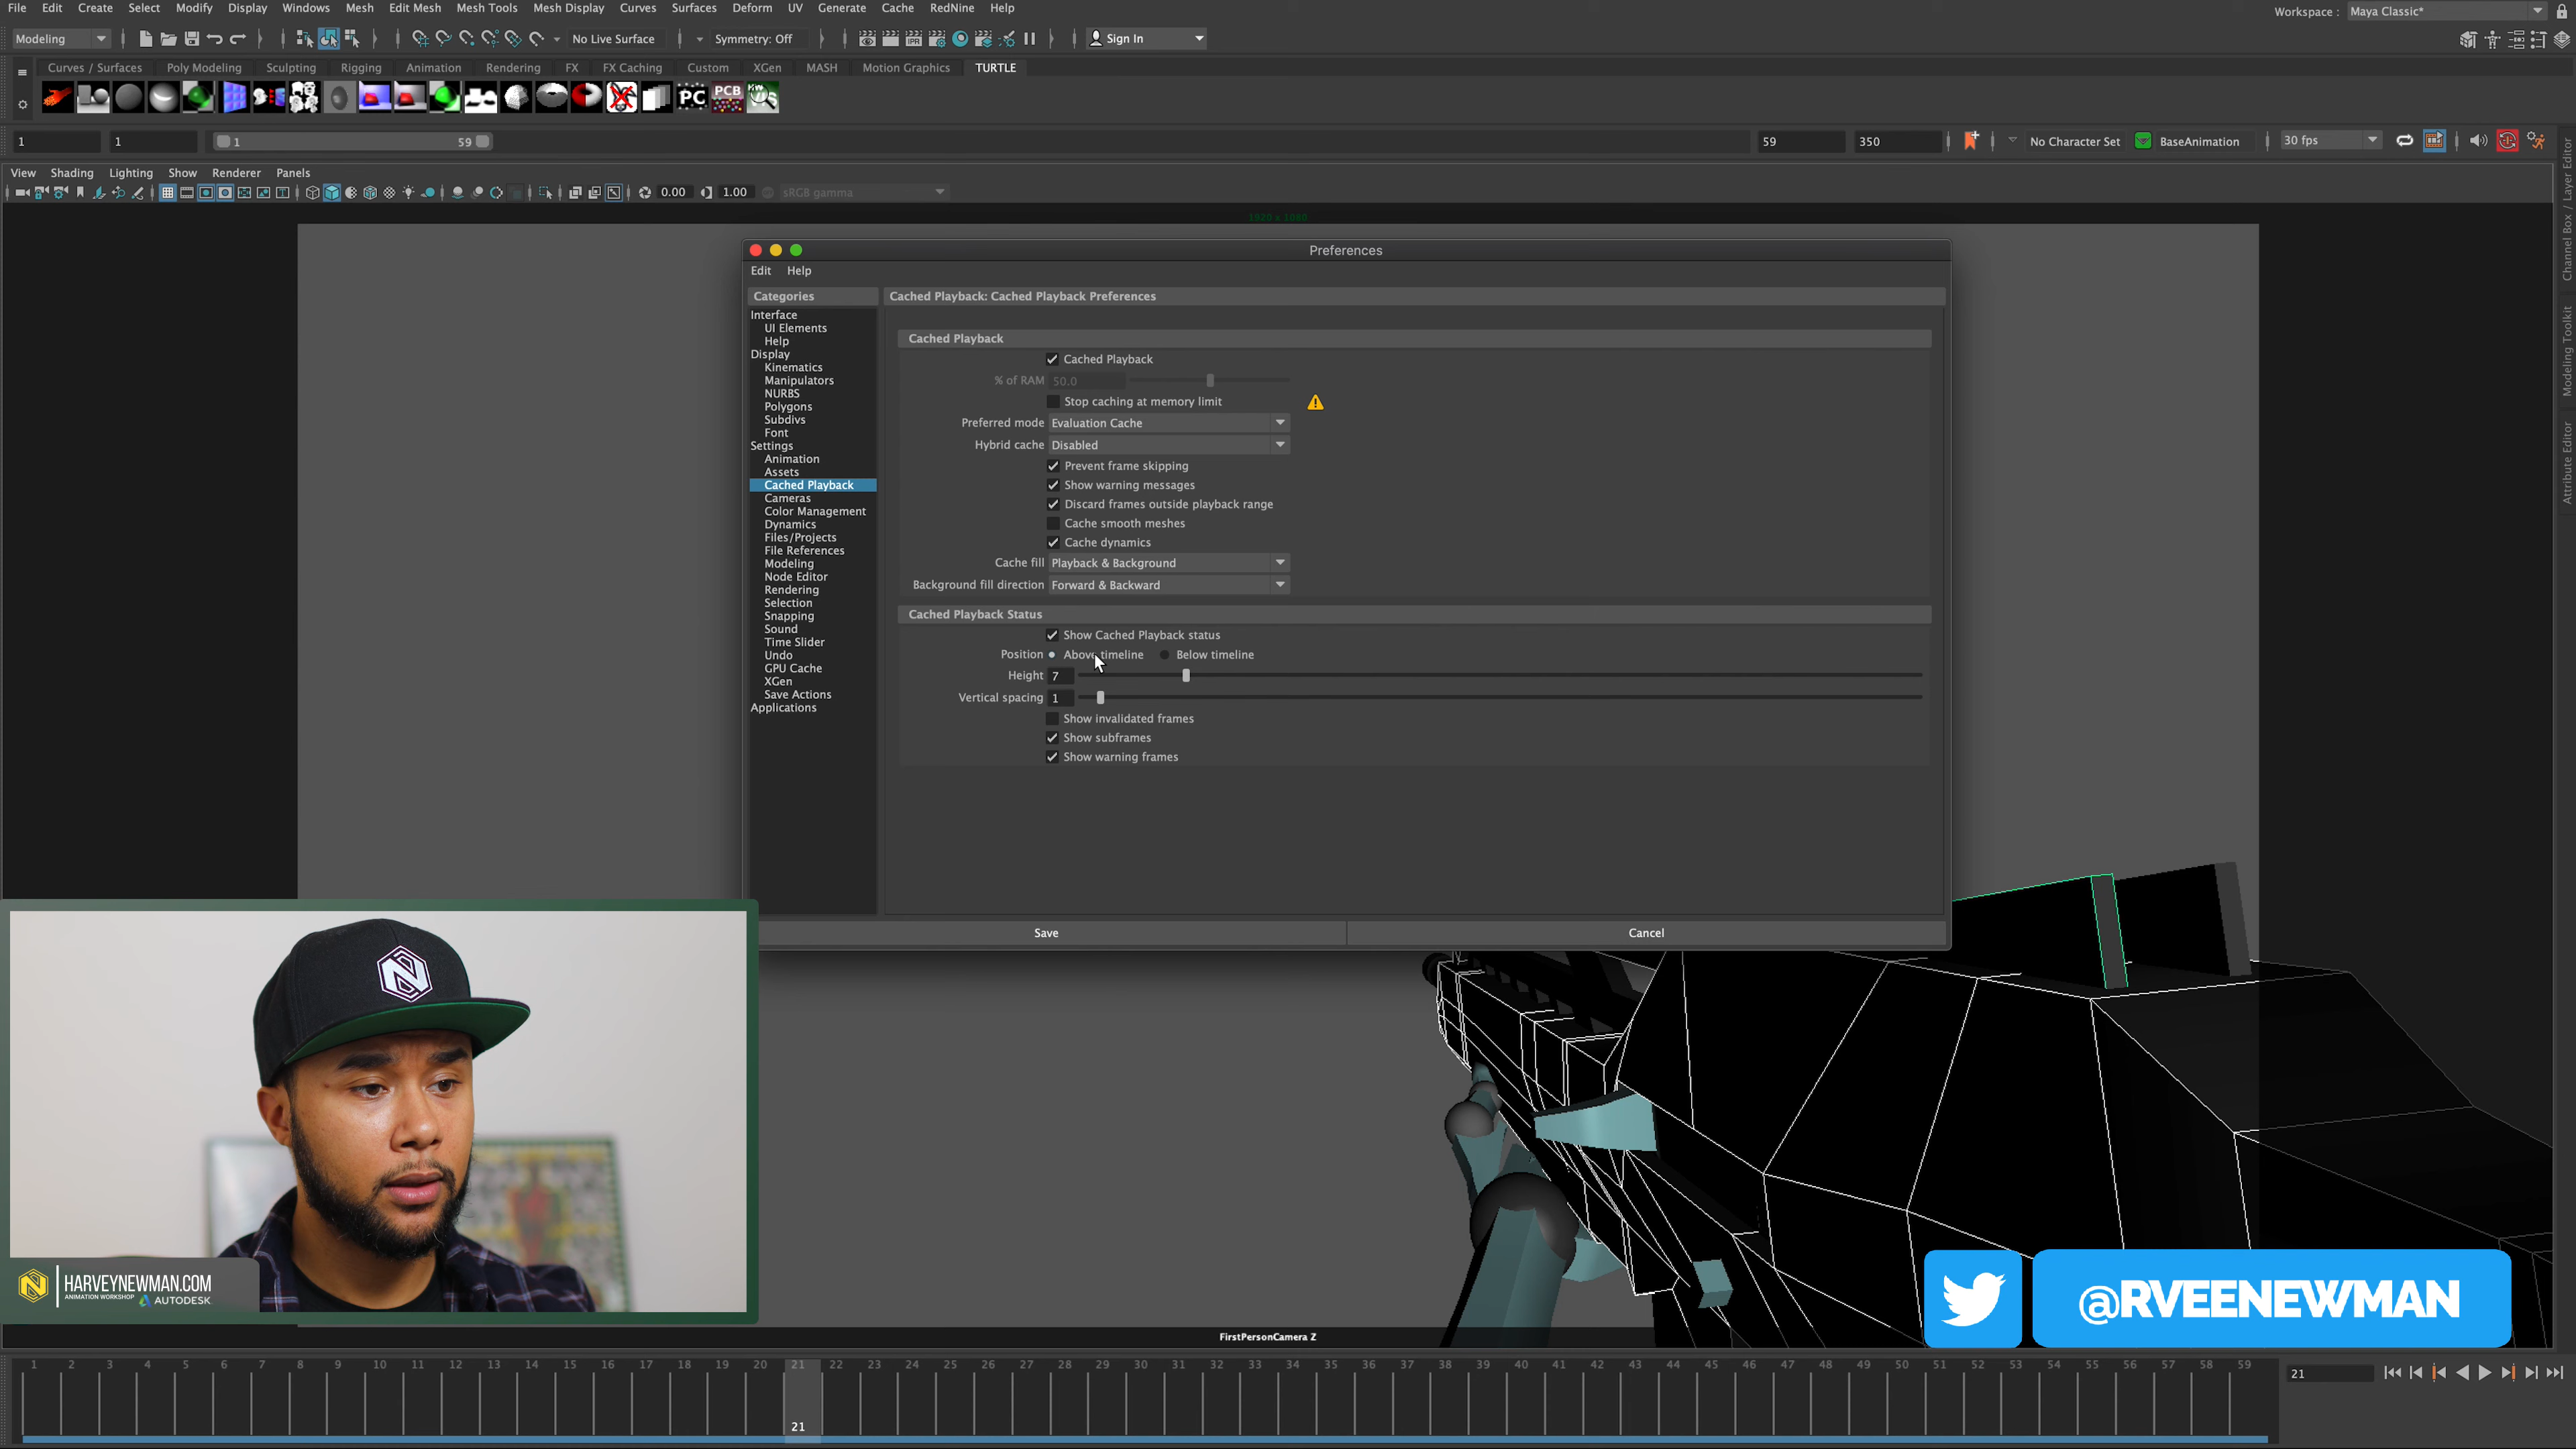 File Edit Create Select Modify Display Windows Mesh Edit Mesh Mesh Tools Mesh Display Curves Surfaces Deform UV Generate Cache RedNine Help
Workspace : Maya Classic*
Modeling No Live Surface Symmetry: Off Sign In
Curves / Surfaces Poly Modeling Sculpting Rigging Animation Rendering FX FX Caching Custom XGen MASH Motion Graphics TURTLE
IPR
PC PCB
1 1 1 59 59 350 No Character Set BaseAnimation 30 fps
View Shading Lighting Show Renderer Panels
0.00 1.00 sRGB gamma
1920 x 1080
Channel Box / Layer Editor
Modeling Toolkit
Attribute Editor
Preferences
Edit Help
Categories
Interface
UI Elements
Help
Display
Kinematics
Manipulators
NURBS
Polygons
Subdivs
Font
Settings
Animation
Assets
Cached Playback
Cameras
Color Management
Dynamics
Files/Projects
File References
Modeling
Node Editor
Rendering
Selection
Snapping
Sound
Time Slider
Undo
GPU Cache
XGen
Save Actions
Applications
Cached Playback: Cached Playback Preferences
Cached Playback
Cached Playback
% of RAM 50.0
Stop caching at memory limit
Preferred mode Evaluation Cache
Hybrid cache Disabled
Prevent frame skipping
Show warning messages
Discard frames outside playback range
Cache smooth meshes
Cache dynamics
Cache fill Playback & Background
Background fill direction Forward & Backward
Cached Playback Status
Show Cached Playback status
Position Above timeline Below timeline
Height 7
Vertical spacing 1
Show invalidated frames
Show subframes
Show warning frames
Save Cancel
N
HARVEYNEWMAN.COM
ANIMATION WORKSHOP AUTODESK
@RVEENEWMAN
FirstPersonCamera Z
1 2 3 4 5 6 7 8 9 10 11 12 13 14 15 16 17 18 19 20 21 22 23 24 25 26 27 28 29 30 31 32 33 34 35 36 37 38 39 40 41 42 43 44 45 46 47 48 49 50 51 52 53 54 55 56 57 58 59
21
21